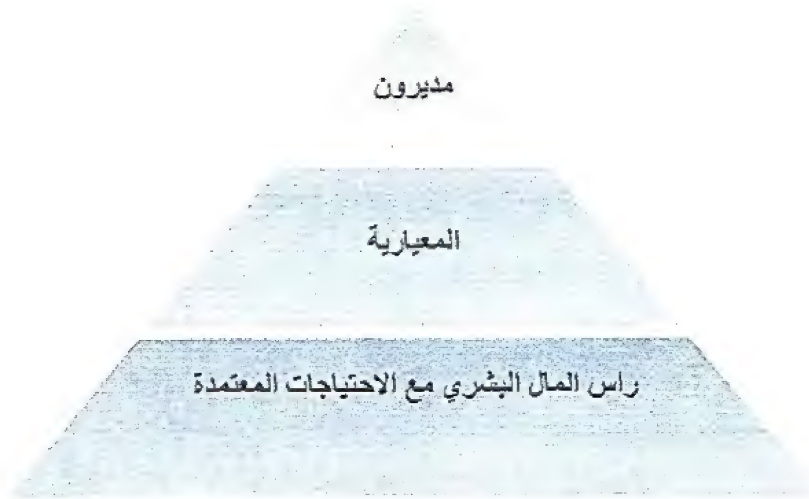 مديرون
المعيارية
راس المال البشري مع الاحتياجات المعتمدة